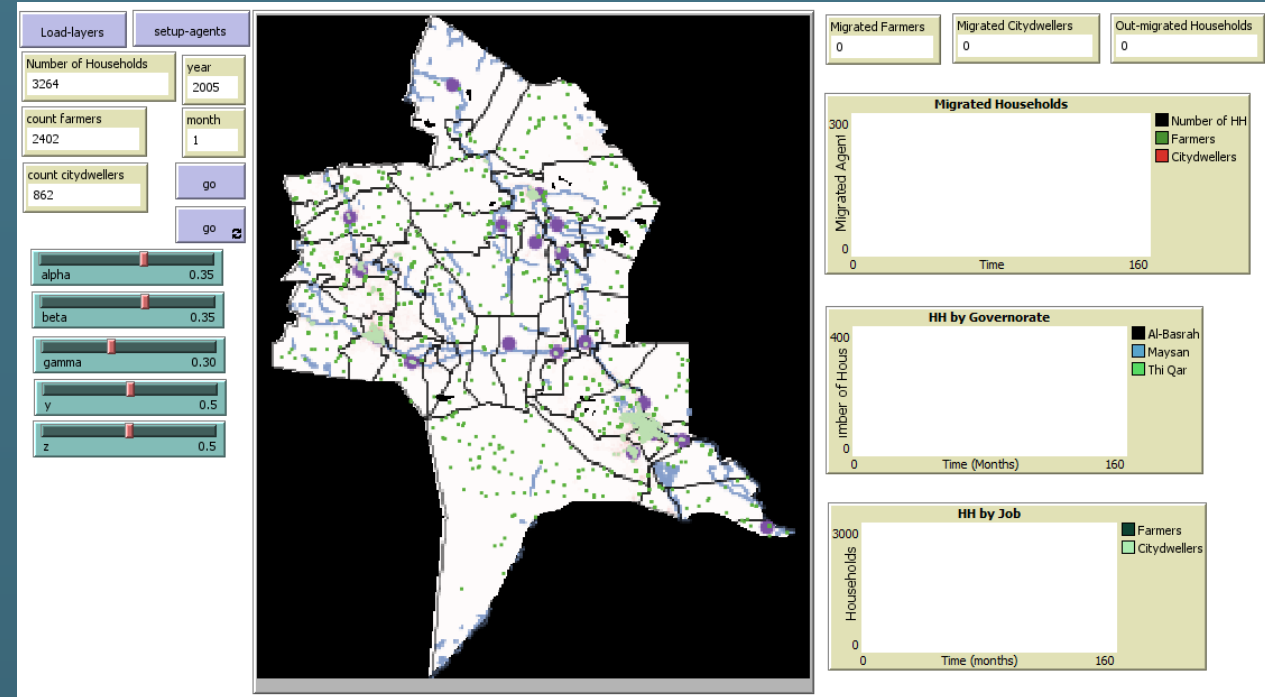 Load-layers
setup-agents
Number of Households
3264
year
2005
count farmers
2402
month
1
count citydwellers
862
go
go
alpha
0.35
beta
0.35
gamma
0.30
y
0.5
z
0.5
Migrated Farmers
0
Migrated Citydwellers
0
Out-migrated Households
0
Migrated Households
300
Migrated Agent
0
0
Time
160
Number of HH
Farmers
Citydwellers
HH by Governorate
400
umber of Hous
0
0
Time (Months)
160
Al-Basrah
Maysan
Thi Qar
HH by Job
3000
Households
0
0
Time (months)
160
Farmers
Citydwellers